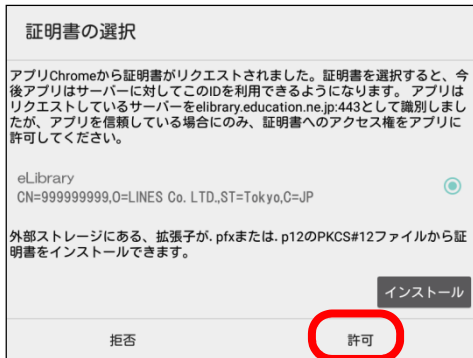 証明書の選択
アプリChromeから証明書がリクエストされました。証明書を選択すると、今
後アプリはサーバーに対してこのIDを利用できるようになります。 アプリは
リクエストしているサーバーをelibrary.education.ne.jp:443として識別しまし
たが、アプリを信頼している場合にのみ、証明書へのアクセス権をアプリに
許可してください。
eLibrary
CN=999999999,O=LINES Co. LTD.,ST=Tokyo,C=JP
外部ストレージにある、拡張子が. pfxまたは. p12のPKCS#12ファイルから証
明書をインストールできます。
インストール
拒否
許可